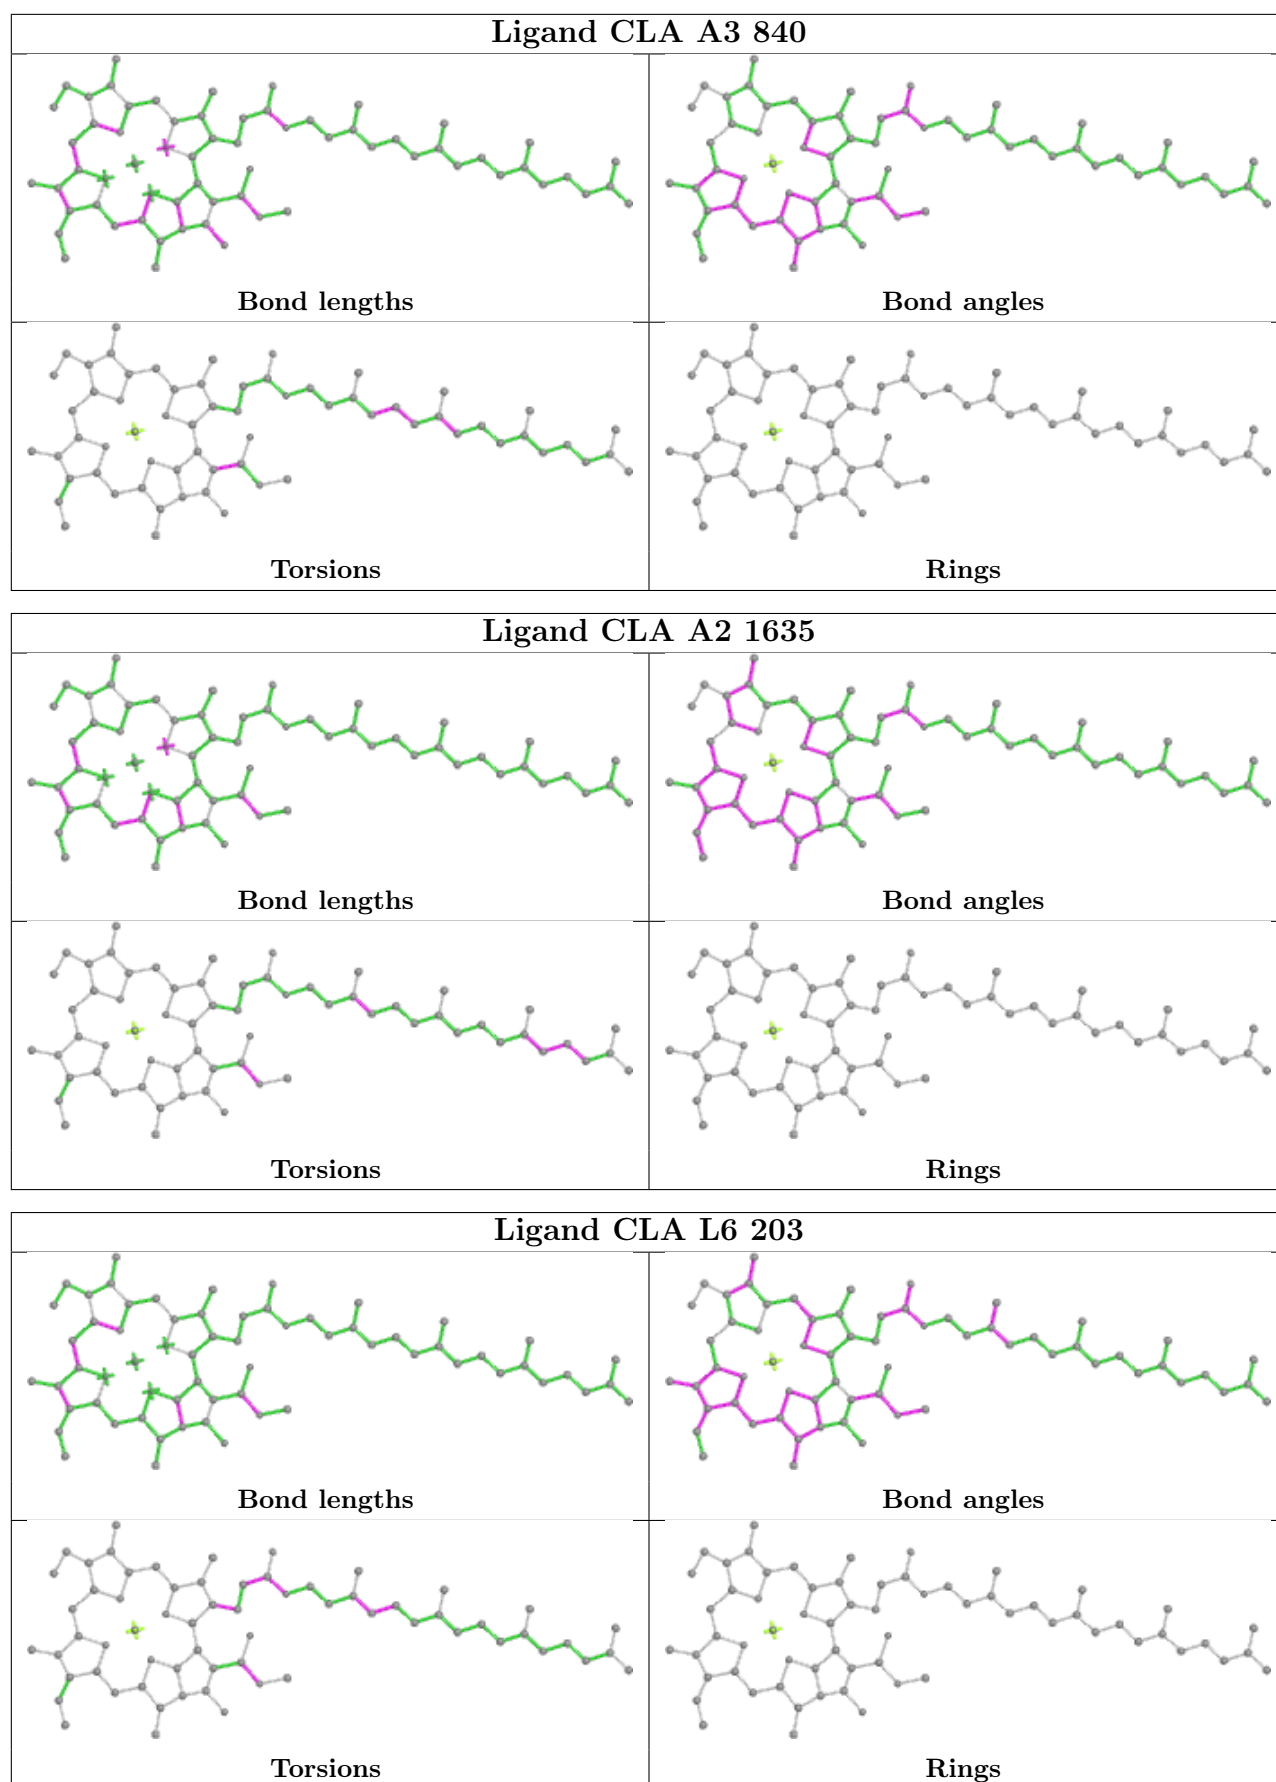 Ligand CLA A3 840
Bond lengths
Bond angles
Torsions
Rings
Ligand CLA A2 1635
Bond lengths
Bond angles
Torsions
Rings
Ligand CLA L6 203
Bond lengths
Bond angles
Torsions
Rings